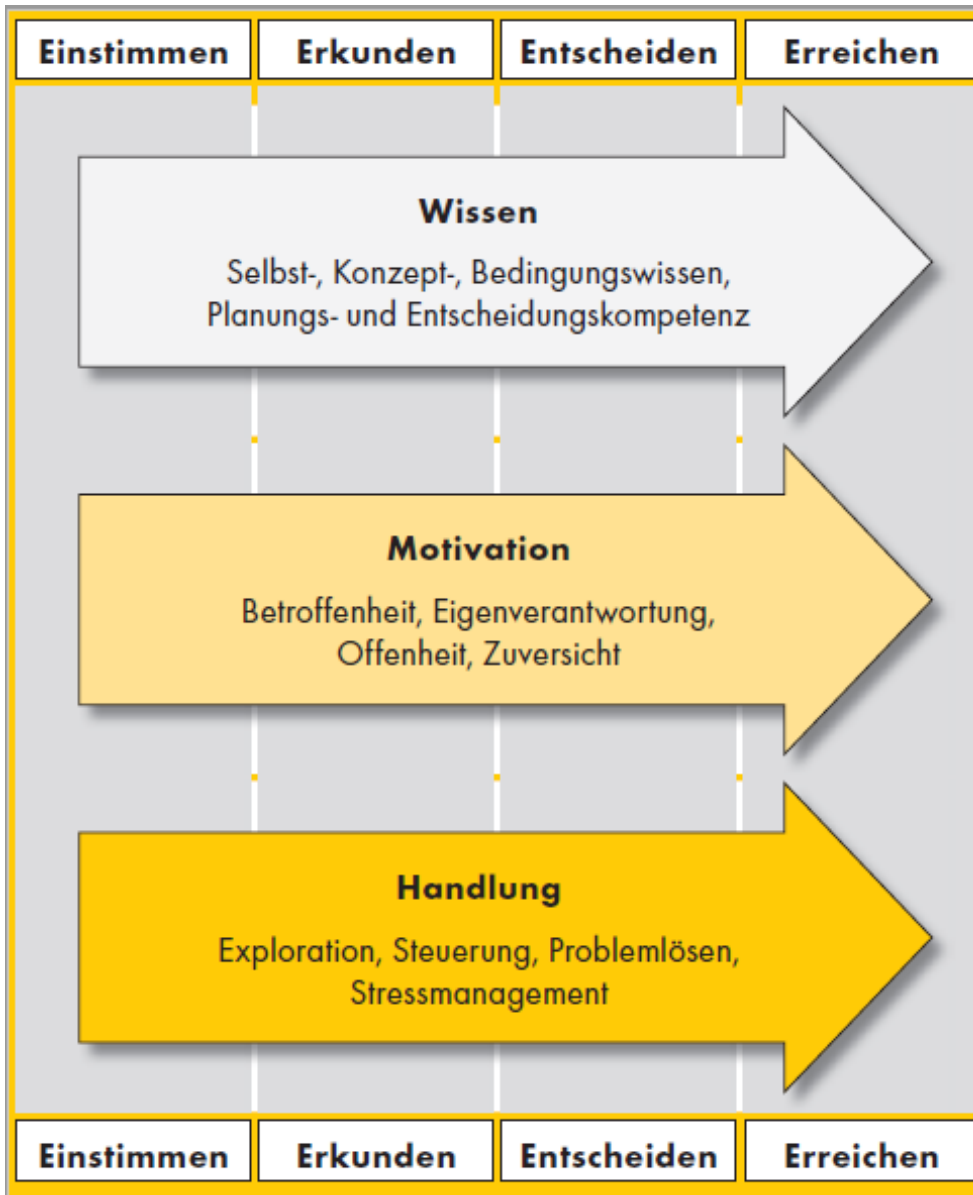 Einstimmen Erkunden Entscheiden Erreichen
Wissen
Selbst-, Konzept-, Bedingungswissen,
Planungs- und Entscheidungskompetenz
Motivation
Betroffenheit, Eigenverantwortung,
Offenheit, Zuversicht
Handlung
Exploration, Steuerung, Problemlösen,
Stressmanagement
Einstimmen Erkunden Entscheiden Erreichen